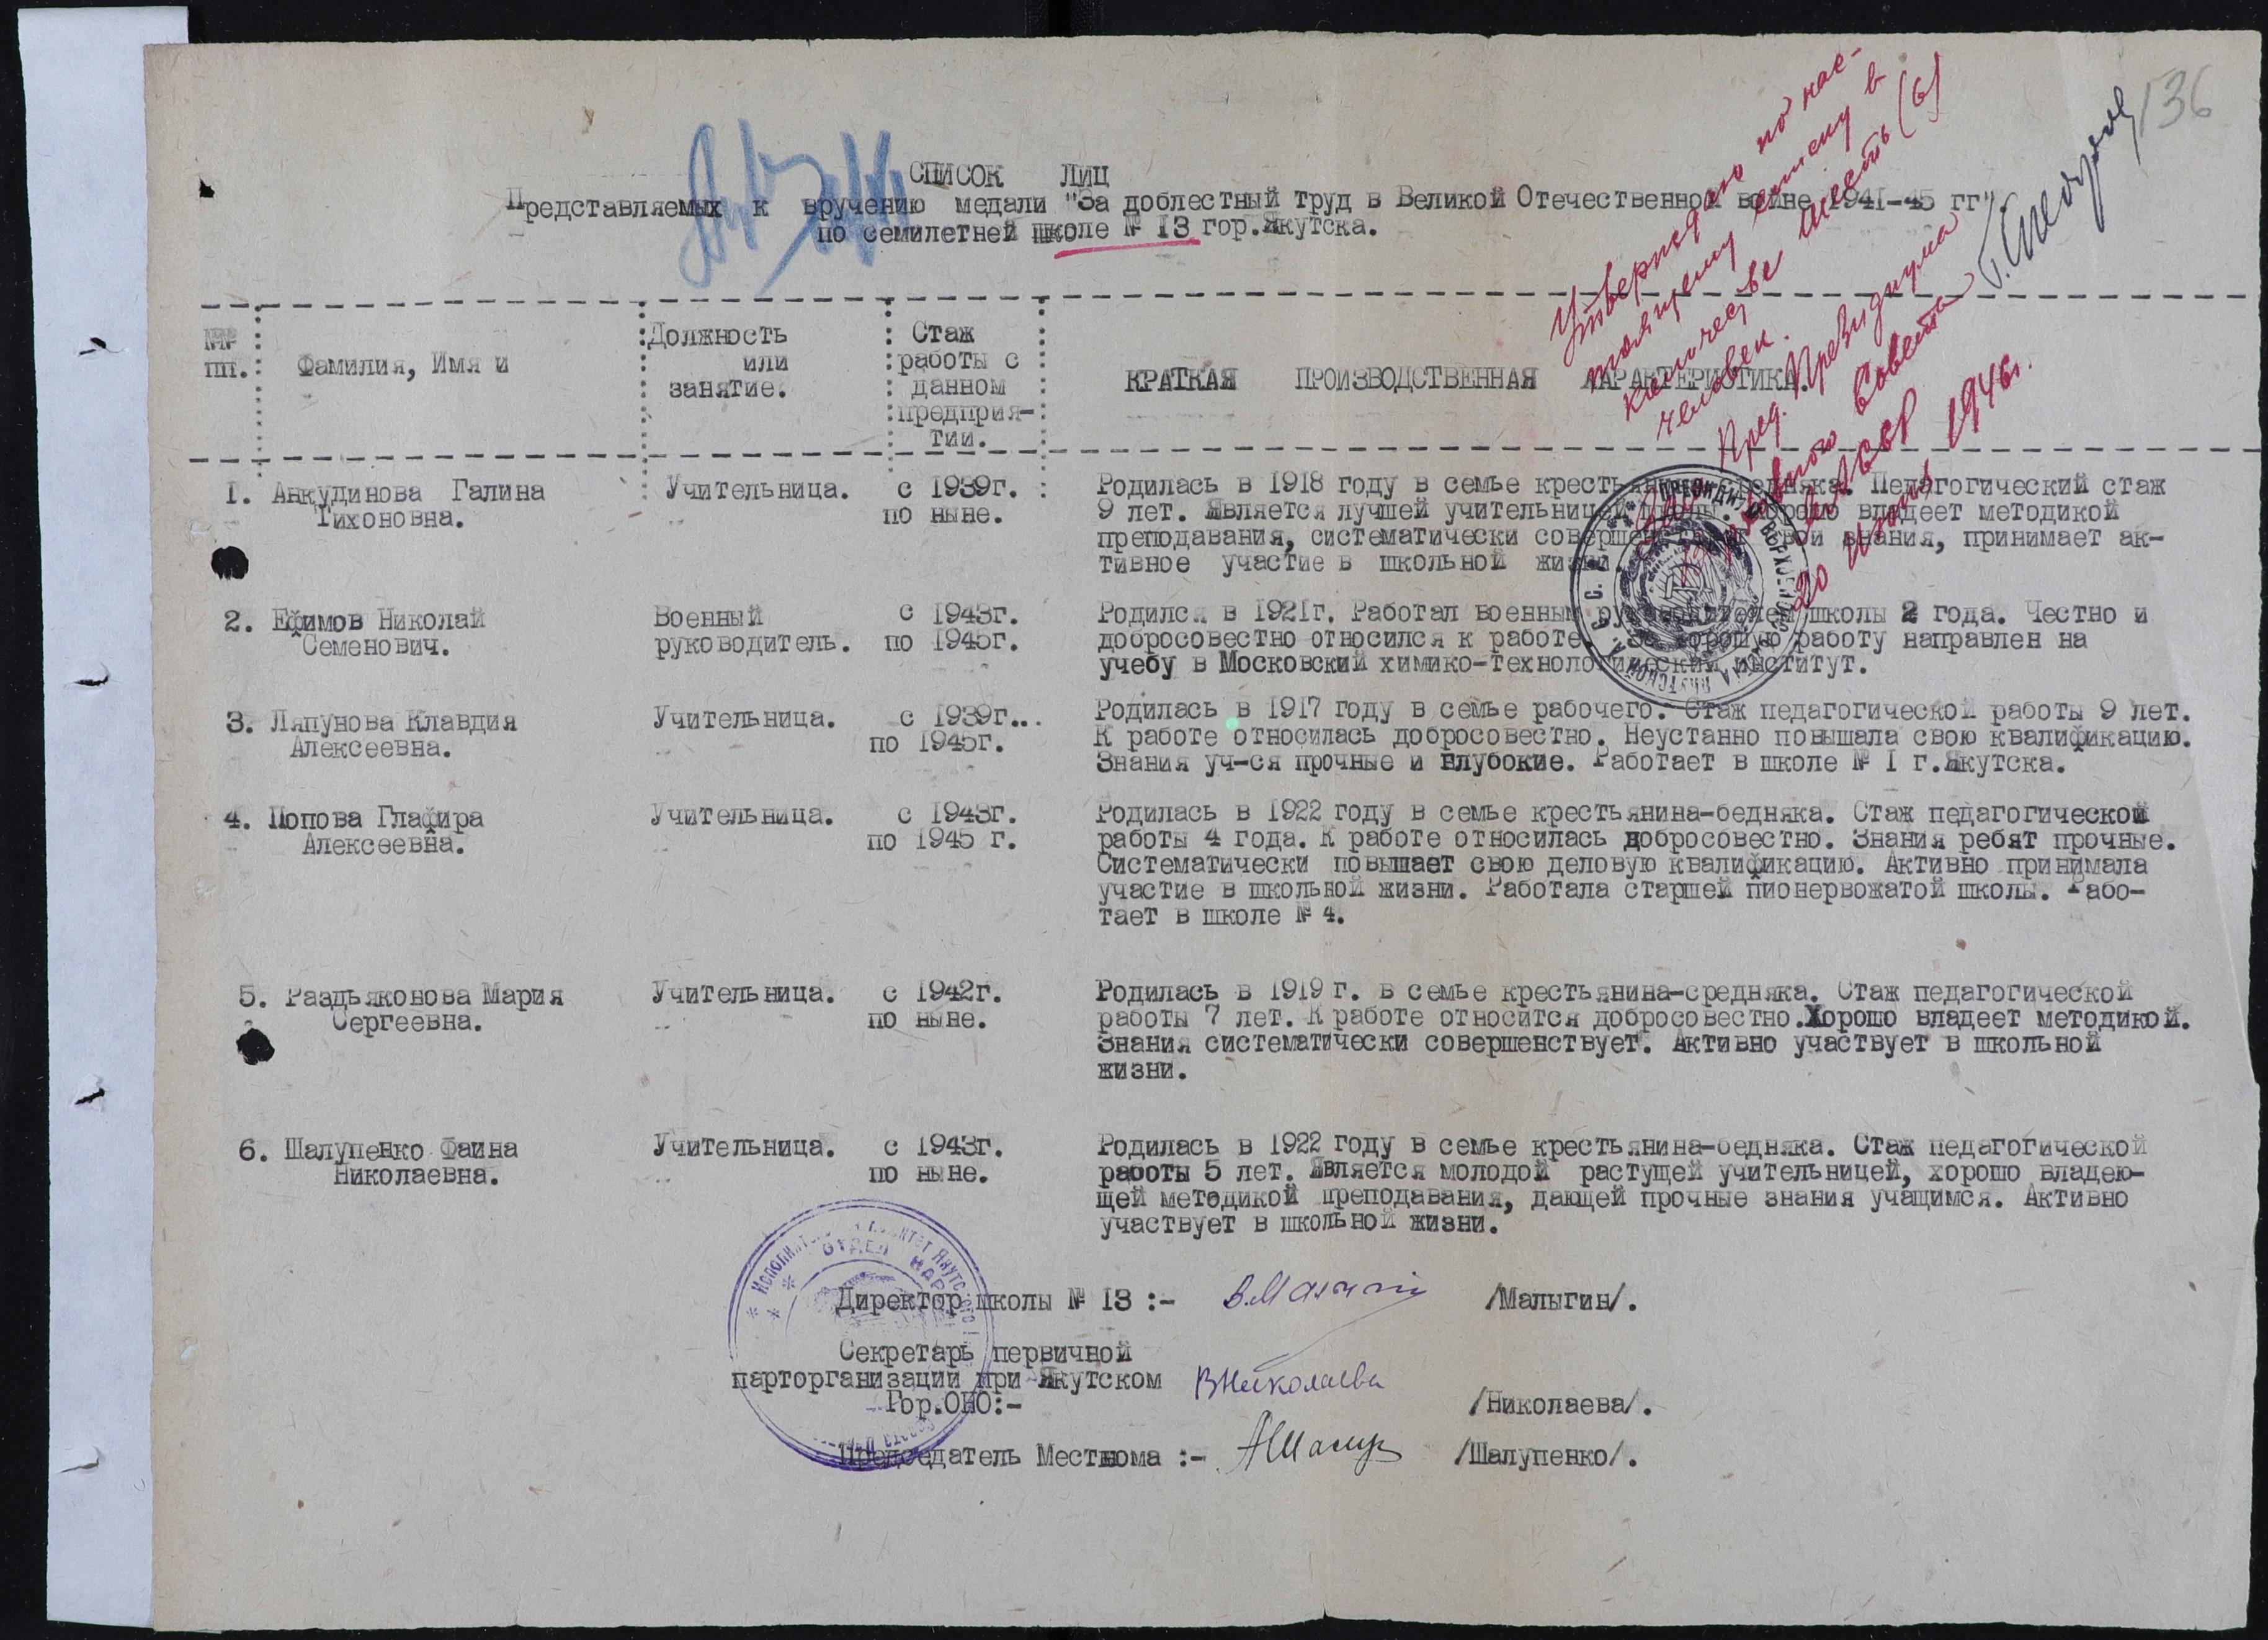 136
СПИСОК ЛИЦ
Представляемых к вручению медали "За доблестный труд в Великой Отечественной войне 1941-45 гг"
по семилетней школе № 13 гор.Якутска.
Утверждено по нас-
тоящему списку в
количестве шесть (6)
человек.
Пред. Президиума
Верховного Совета
ЯАССР
20 1946г.
№№ пп.
Фамилия, Имя и
Должность или занятие.
Стаж работы с данном предприя-тии.
КРАТКАЯ ПРОИЗВОДСТВЕННАЯ ХАРАКТЕРИСТИКА.
1. Анкудинова Галина Тихоновна.
Учительница.
с 1939г. по ныне.
Родилась в 1918 году в семье крестьянина средняка. Педагогический стаж
9 лет. Является лучшей учительницей школы. Хорошо владеет методикой
преподавания, систематически совершенствует свои знания, принимает ак-
тивное участие в школьной жизни.
2. Ефимов Николай Семенович.
Военный руководитель.
с 1943г. по 1945г.
Родился в 1921г. Работал военным руководителем школы 2 года. Честно и
добросовестно относился к работе. За хорошую работу направлен на
учебу в Московский химико-технологический институт.
3. Ляпунова Клавдия Алексеевна.
Учительница.
с 1939г... по 1945г.
Родилась в 1917 году в семье рабочего. Стаж педагогической работы 9 лет.
К работе относилась добросовестно. Неустанно повышала свою квалификацию.
Знания уч-ся прочные и глубокие. Работает в школе № 1 г.Якутска.
4. Попова Глафира Алексеевна.
Учительница.
с 1943г. по 1945 г.
Родилась в 1922 году в семье крестьянина-бедняка. Стаж педагогической
работы 4 года. К работе относилась добросовестно. Знания ребят прочные.
Систематически повышает свою деловую квалификацию. Активно принимала
участие в школьной жизни. Работала старшей пионервожатой школы. Рабо-
тает в школе № 4.
5. Раздьяконова Мария Сергеевна.
Учительница.
с 1942г. по ныне.
Родилась в 1919 г. в семье крестьянина-средняка. Стаж педагогической
работы 7 лет. К работе относится добросовестно.Хорошо владеет методикой.
Знания систематически совершенствует. Активно участвует в школьной
жизни.
6. Шалупенко Фаина Николаевна.
Учительница.
с 1943г. по ныне.
Родилась в 1922 году в семье крестьянина-бедняка. Стаж педагогической
работы 5 лет. Является молодой растущей учительницей, хорошо владею-
щей методикой преподавания, дающей прочные знания учащимся. Активно
участвует в школьной жизни.
Директор школы № 13 :- В.Малыгин /Малыгин/.
Секретарь первичной
парторганизации при Якутском ВНиколаева
Гор.ОНО:- /Николаева/.
Председатель Месткома :- /Шалупенко/.